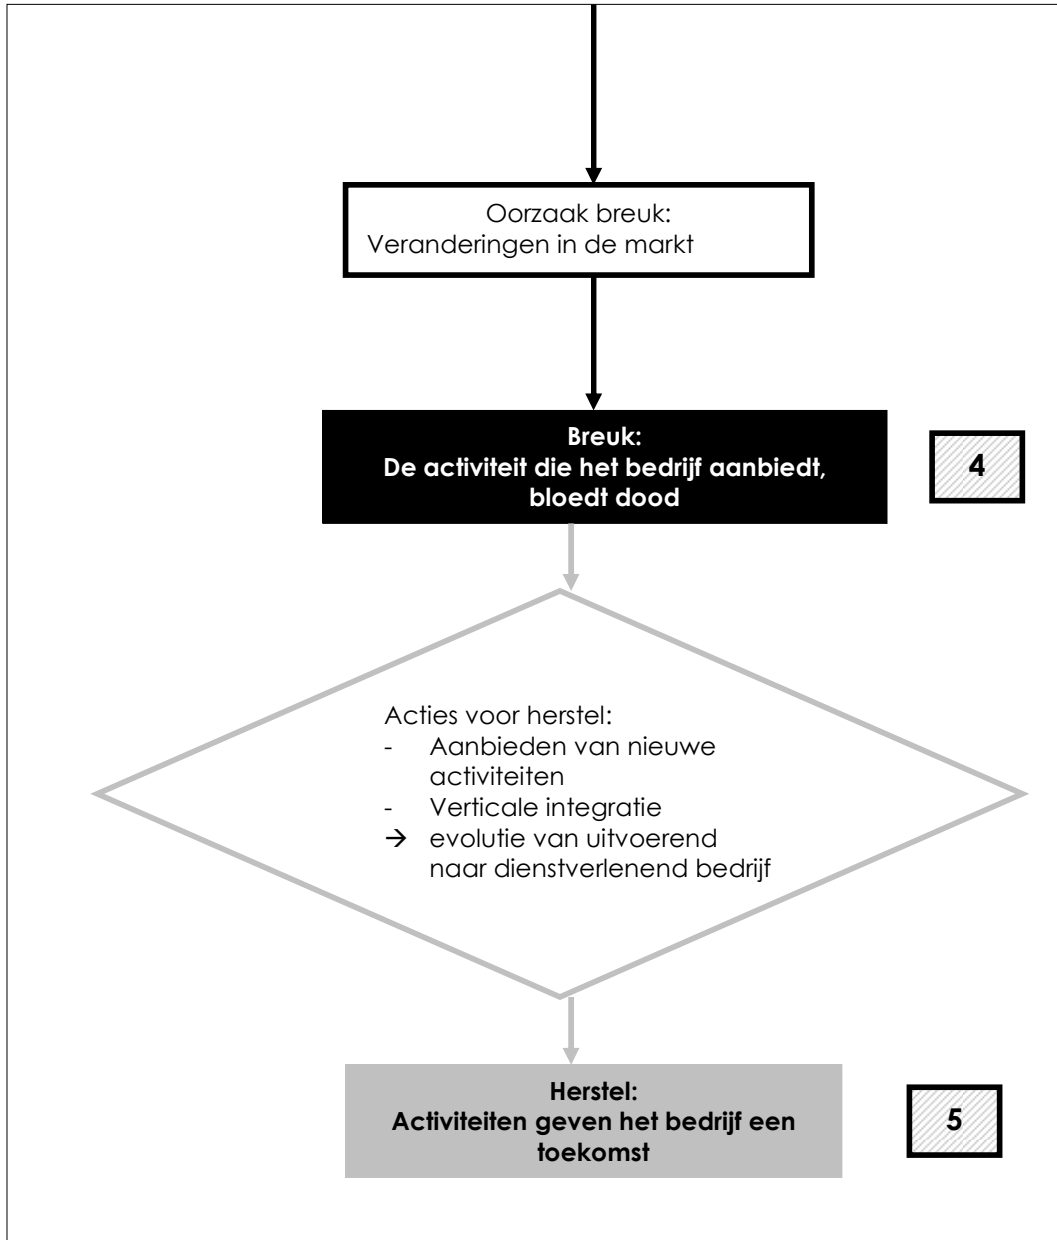 Oorzaak breuk:
Veranderingen in de markt
Breuk:
De activiteit die het bedrijf aanbiedt,
bloedt dood
4
Acties voor herstel:
- Aanbieden van nieuwe
activiteiten
- Verticale integratie
→ evolutie van uitvoerend
naar dienstverlenend bedrijf
Herstel:
Activiteiten geven het bedrijf een
toekomst
5